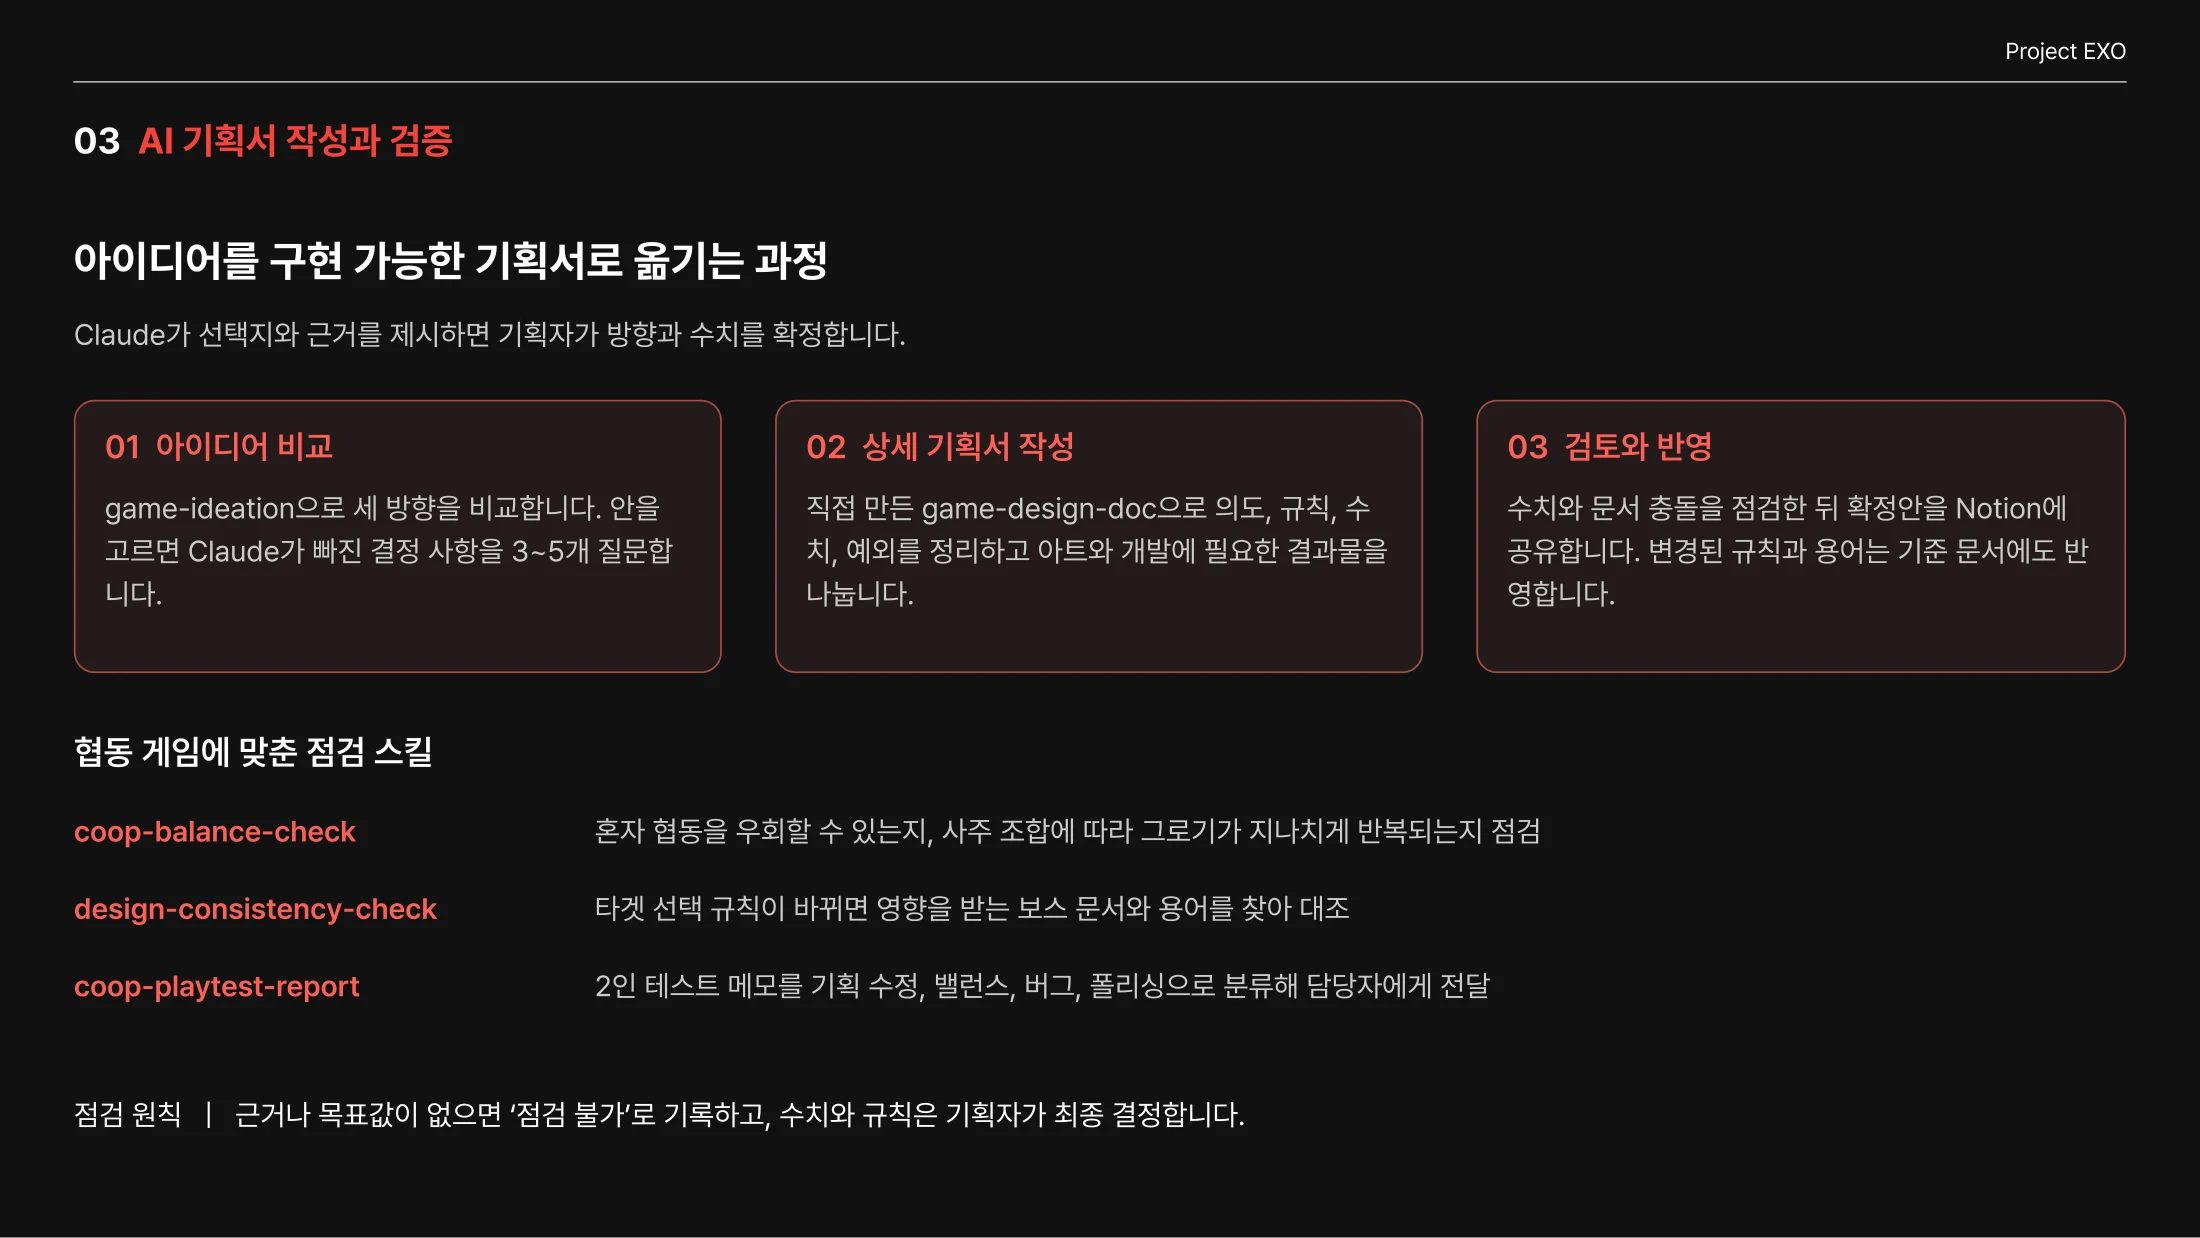 Project EXO
03 AI 기획서 작성과 검증
아이디어를 구현 가능한 기획서로 옮기는 과정
Claude가 선택지와 근거를 제시하면 기획자가 방향과 수치를 확정합니다.
01 아이디어 비교
game-ideation으로 세 방향을 비교합니다. 안을
고르면 Claude가 빠진 결정 사항을 3~5개 질문합
니다.
02 상세 기획서 작성
직접 만든 game-design-doc으로 의도, 규칙, 수
치, 예외를 정리하고 아트와 개발에 필요한 결과물을
나눕니다.
03 검토와 반영
수치와 문서 충돌을 점검한 뒤 확정안을 Notion에
공유합니다. 변경된 규칙과 용어는 기준 문서에도 반
영합니다.
협동 게임에 맞춘 점검 스킬
coop-balance-check 혼자 협동을 우회할 수 있는지, 사주 조합에 따라 그로기가 지나치게 반복되는지 점검
design-consistency-check 타겟 선택 규칙이 바뀌면 영향을 받는 보스 문서와 용어를 찾아 대조
coop-playtest-report 2인 테스트 메모를 기획 수정, 밸런스, 버그, 폴리싱으로 분류해 담당자에게 전달
점검 원칙 | 근거나 목표값이 없으면 ‘점검 불가’로 기록하고, 수치와 규칙은 기획자가 최종 결정합니다.